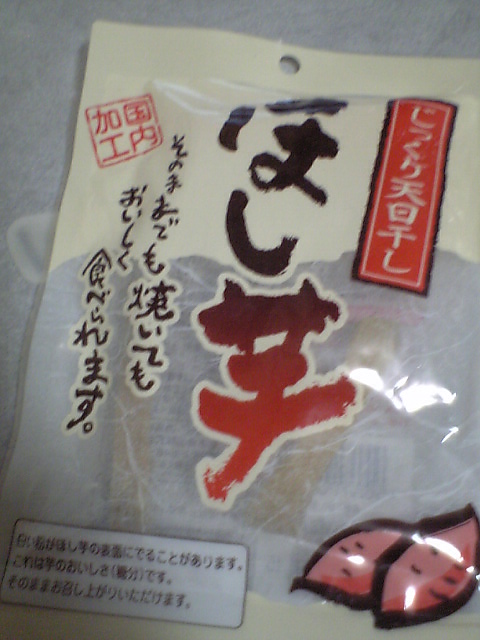 じっくり天日干し
ほし芋
国内
加工
そのままでも焼いても
おいしく
食べられます。
白い粉がほし芋の表面にでることがあります。
これは芋のおいしさ(糖分)です。
そのままお召し上がりいただけます。